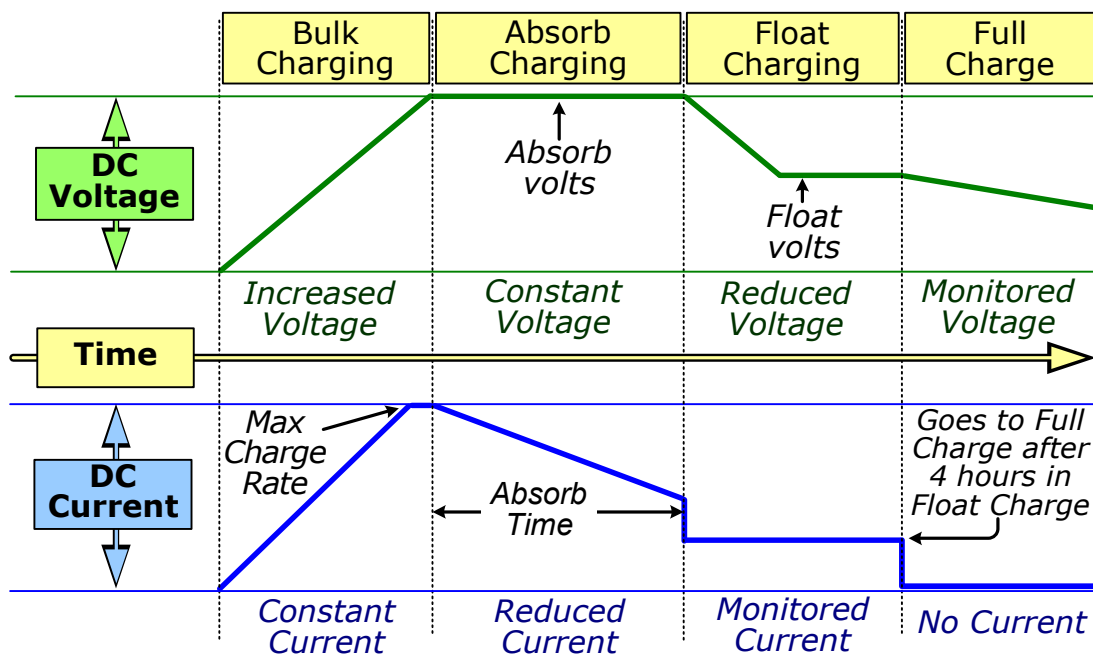 Bulk
Charging
Absorb
Charging
Float
Charging
Full
Charge
DC
Voltage
Absorb
volts
Float
volts
Increased
Voltage
Constant
Voltage
Reduced
Voltage
Monitored
Voltage
Time
Max
Charge
Rate
DC
Current
Absorb
Time
Goes to Full
Charge after
4 hours in
Float Charge
Constant
Current
Reduced
Current
Monitored
Current
No Current